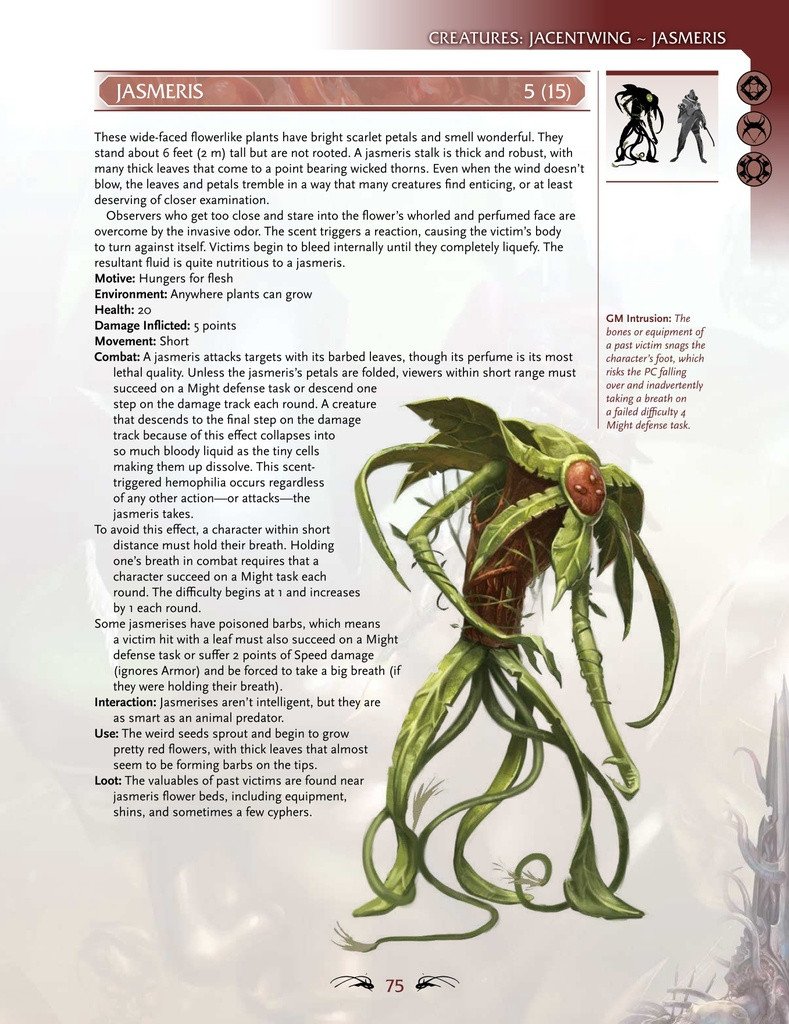 CREATURES: JACENTWING ~ JASMERIS
JASMERIS 5 (15)
These wide-faced flowerlike plants have bright scarlet petals and smell wonderful. They
stand about 6 feet (2 m) tall but are not rooted. A jasmeris stalk is thick and robust, with
many thick leaves that come to a point bearing wicked thorns. Even when the wind doesn't
blow, the leaves and petals tremble in a way that many creatures find enticing, or at least
deserving of closer examination.
Observers who get too close and stare into the flower's whorled and perfumed face are
overcome by the invasive odor. The scent triggers a reaction, causing the victim's body
to turn against itself. Victims begin to bleed internally until they completely liquefy. The
resultant fluid is quite nutritious to a jasmeris.
Motive: Hungers for flesh
Environment: Anywhere plants can grow
Health: 20
Damage Inflicted: 5 points
Movement: Short
Combat: A jasmeris attacks targets with its barbed leaves, though its perfume is its most
lethal quality. Unless the jasmeris's petals are folded, viewers within short range must
succeed on a Might defense task or descend one
step on the damage track each round. A creature
that descends to the final step on the damage
track because of this effect collapses into
so much bloody liquid as the tiny cells
making them up dissolve. This scent-
triggered hemophilia occurs regardless
of any other action—or attacks—the
jasmeris takes.
To avoid this effect, a character within short
distance must hold their breath. Holding
one's breath in combat requires that a
character succeed on a Might task each
round. The difficulty begins at 1 and increases
by 1 each round.
Some jasmerises have poisoned barbs, which means
a victim hit with a leaf must also succeed on a Might
defense task or suffer 2 points of Speed damage
(ignores Armor) and be forced to take a big breath (if
they were holding their breath).
Interaction: Jasmerises aren't intelligent, but they are
as smart as an animal predator.
Use: The weird seeds sprout and begin to grow
pretty red flowers, with thick leaves that almost
seem to be forming barbs on the tips.
Loot: The valuables of past victims are found near
jasmeris flower beds, including equipment,
shins, and sometimes a few cyphers.
GM Intrusion: The
bones or equipment of
a past victim snags the
character's foot, which
risks the PC falling
over and inadvertently
taking a breath on
a failed difficulty 4
Might defense task.
75